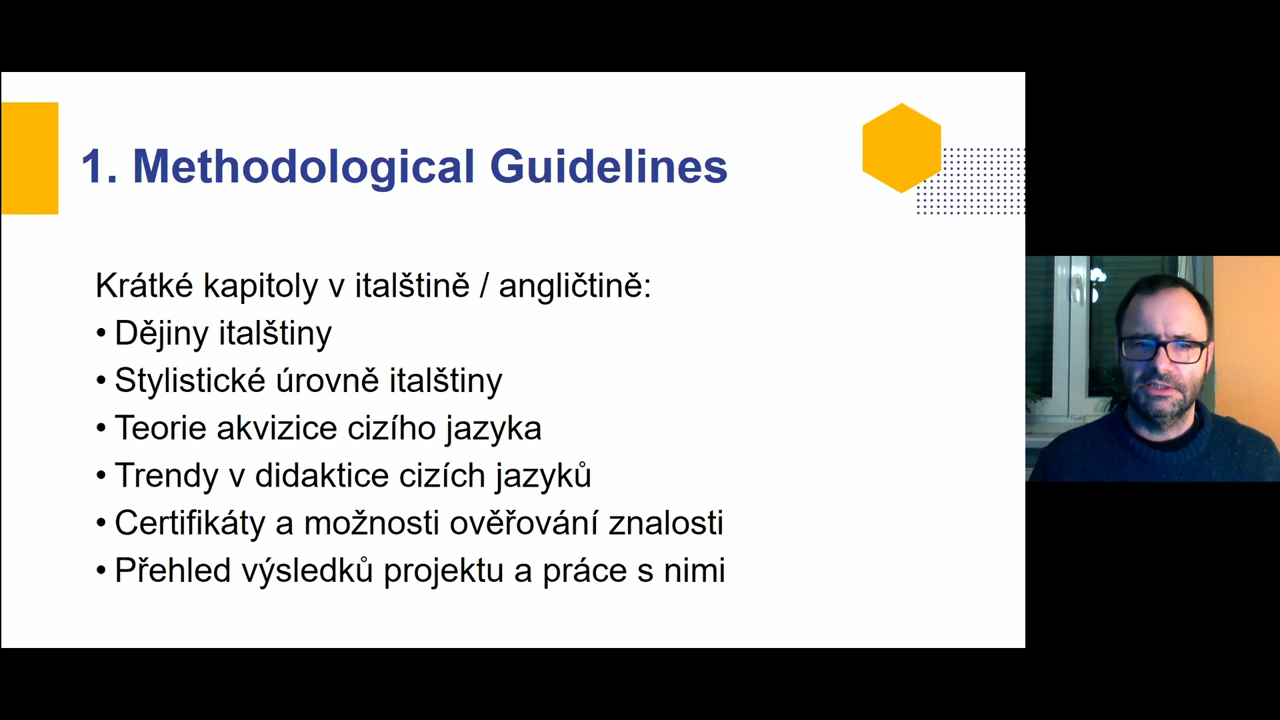 1. Methodological Guidelines
Krátké kapitoly v italštině / angličtině:
• Dějiny italštiny
• Stylistické úrovně italštiny
• Teorie akvizice cizího jazyka
• Trendy v didaktice cizích jazyků
• Certifikáty a možnosti ověřování znalosti
• Přehled výsledků projektu a práce s nimi